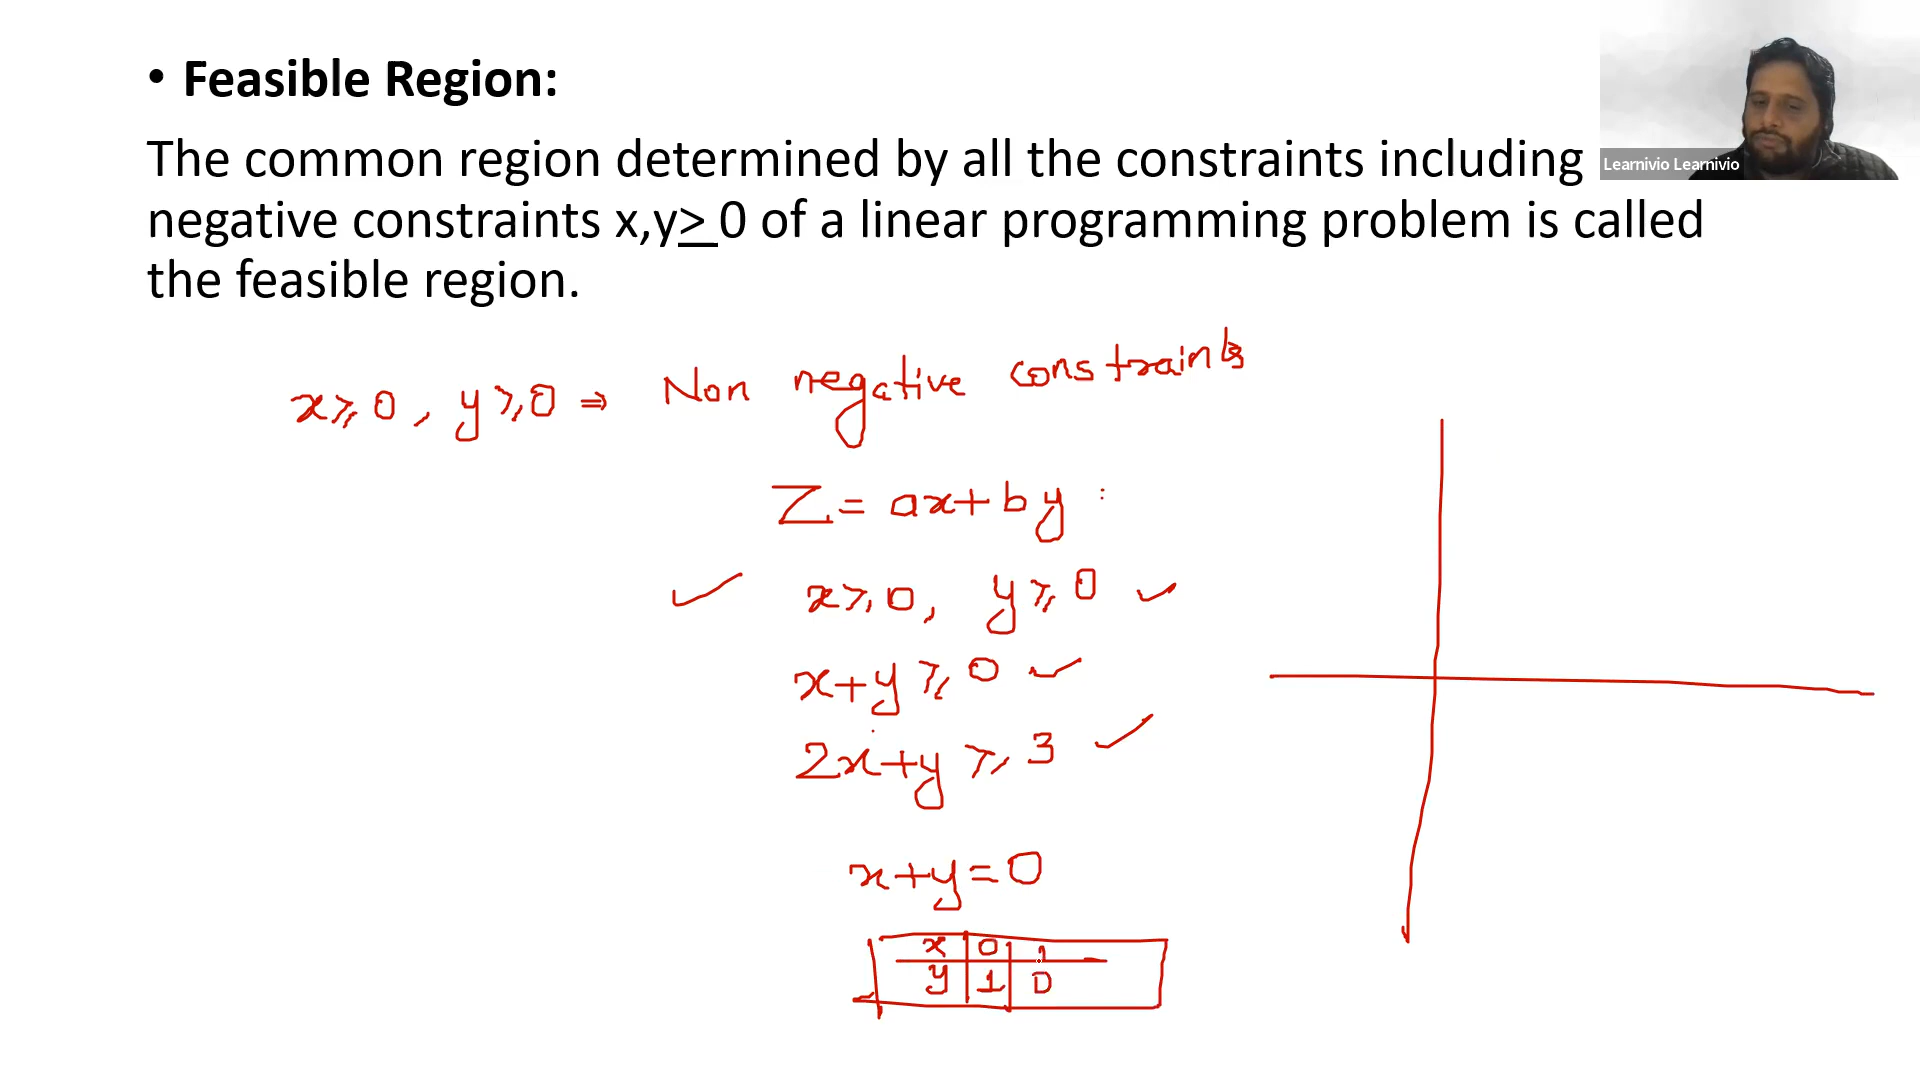 • Feasible Region:
The common region determined by all the constraints including
negative constraints x,y≥ 0 of a linear programming problem is called
the feasible region.
Learnivio Learnivio
x ≥ 0 , y ≥ 0 ⇒ Non negative constraints
Z = ax + by :
✓ x ≥ 0, y ≥ 0 ✓
x+y ≥ 0 ✓
2x+y ≥ 3 ✓
x+y=0
x 0 1
y 1 0